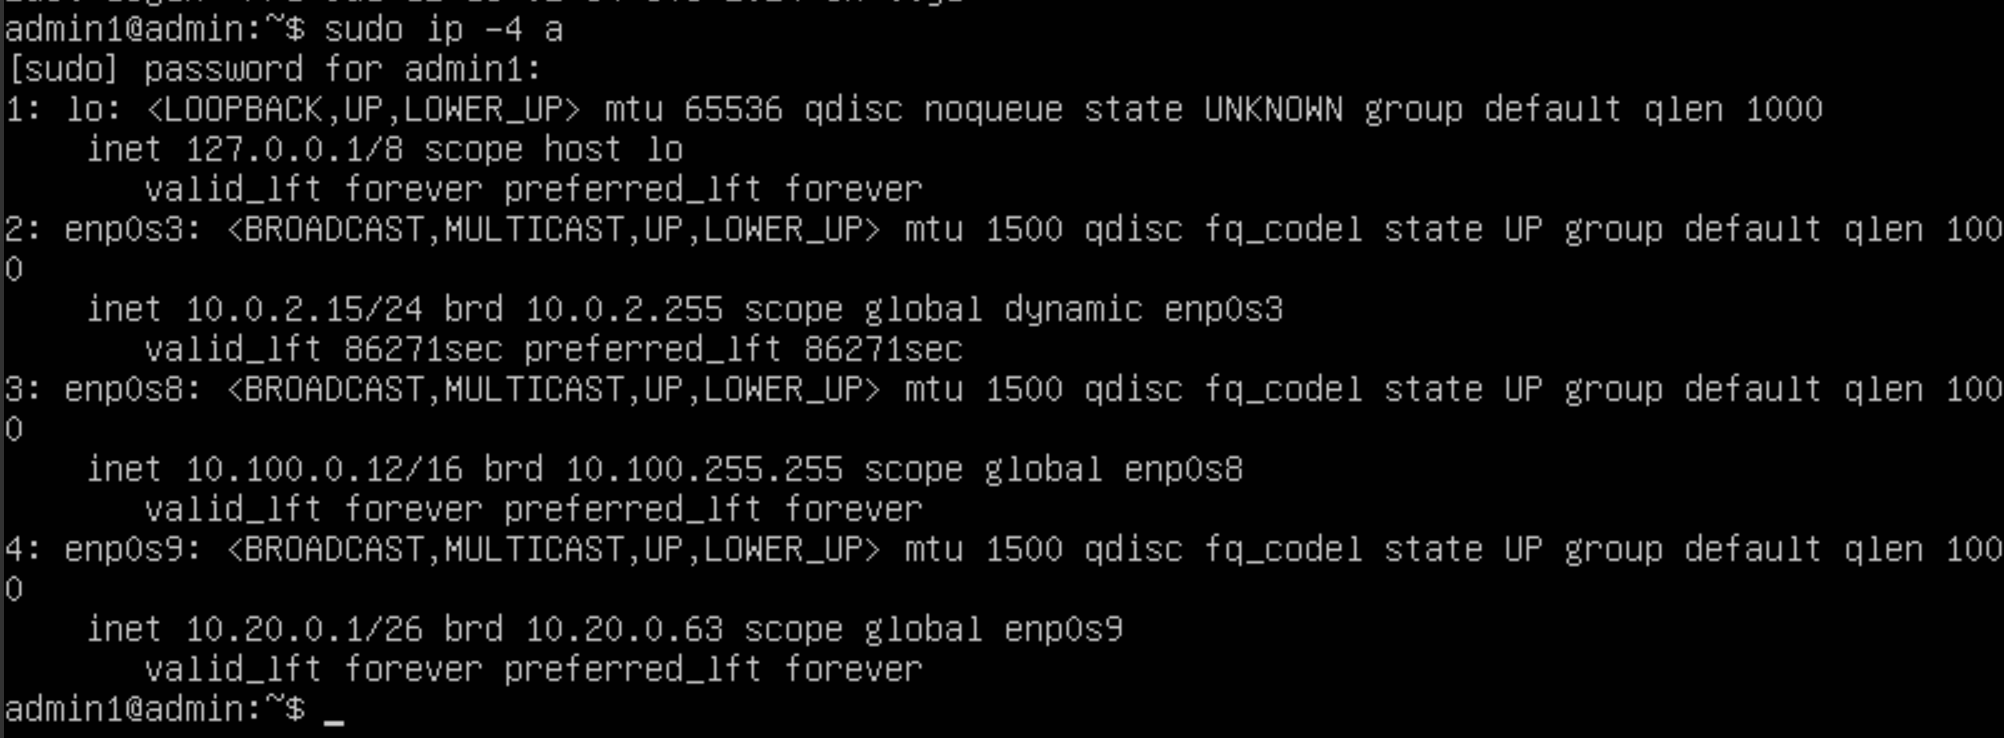 admin1@admin:~$ sudo ip -4 a
[sudo] password for admin1:
1: lo: <LOOPBACK,UP,LOWER_UP> mtu 65536 qdisc noqueue state UNKNOWN group default qlen 1000
    inet 127.0.0.1/8 scope host lo
       valid_lft forever preferred_lft forever
2: enp0s3: <BROADCAST,MULTICAST,UP,LOWER_UP> mtu 1500 qdisc fq_codel state UP group default qlen 100
0
    inet 10.0.2.15/24 brd 10.0.2.255 scope global dynamic enp0s3
       valid_lft 86271sec preferred_lft 86271sec
3: enp0s8: <BROADCAST,MULTICAST,UP,LOWER_UP> mtu 1500 qdisc fq_codel state UP group default qlen 100
0
    inet 10.100.0.12/16 brd 10.100.255.255 scope global enp0s8
       valid_lft forever preferred_lft forever
4: enp0s9: <BROADCAST,MULTICAST,UP,LOWER_UP> mtu 1500 qdisc fq_codel state UP group default qlen 100
0
    inet 10.20.0.1/26 brd 10.20.0.63 scope global enp0s9
       valid_lft forever preferred_lft forever
admin1@admin:~$ _